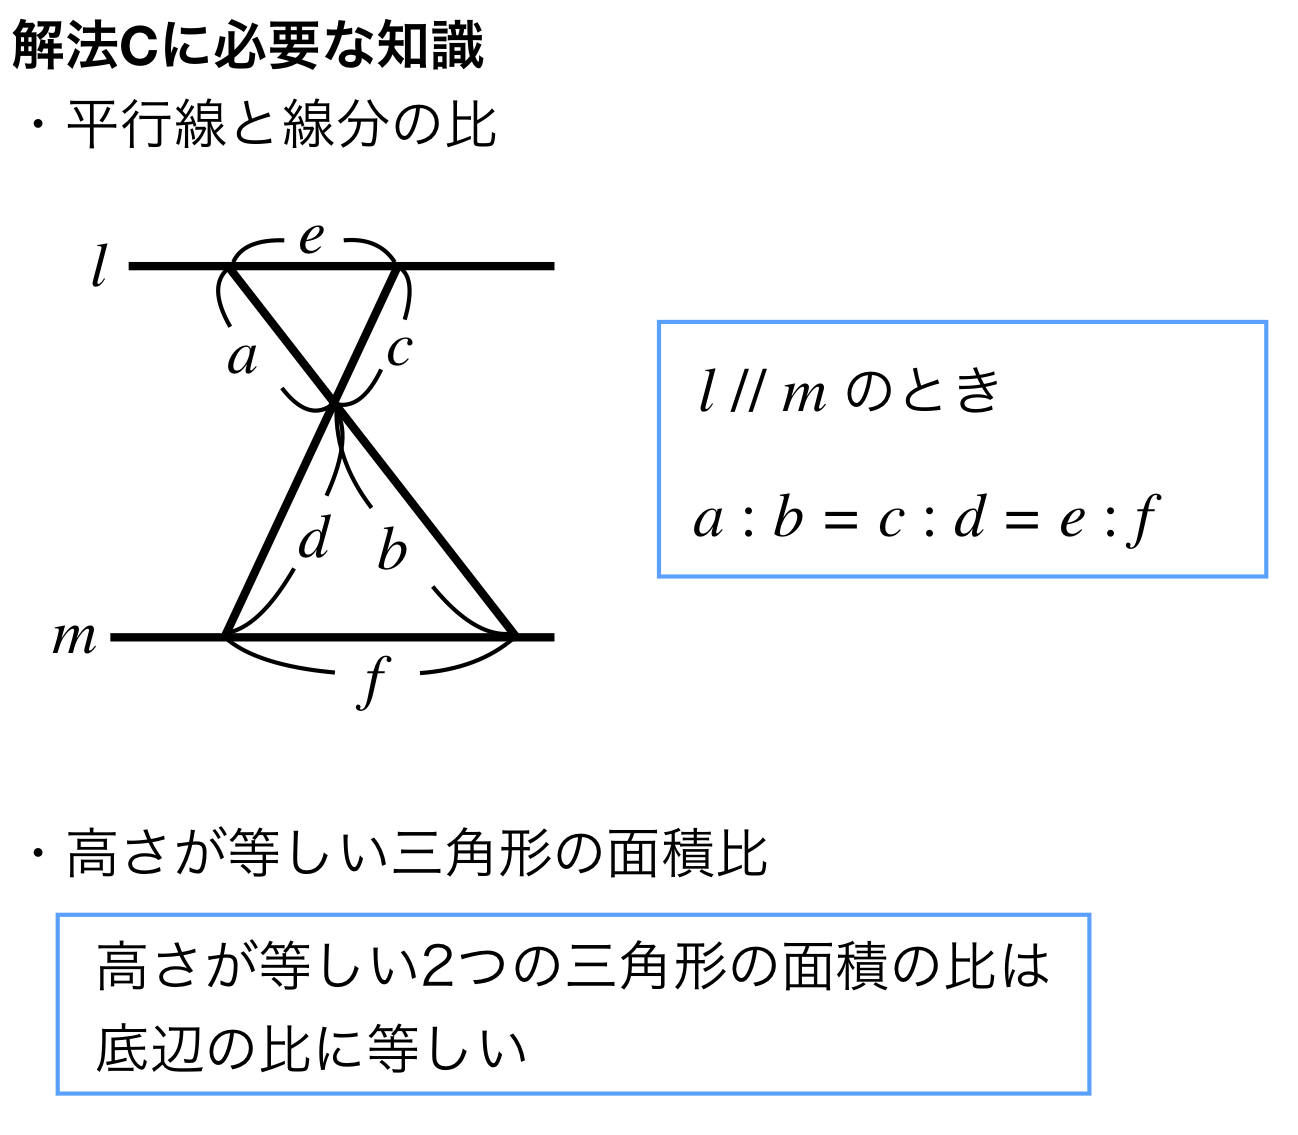 解法Cに必要な知識
・平行線と線分の比
e
l
a
c
l // m のとき
a : b = c : d = e : f
d
b
m
f
・高さが等しい三角形の面積比
高さが等しい2つの三角形の面積の比は
底辺の比に等しい